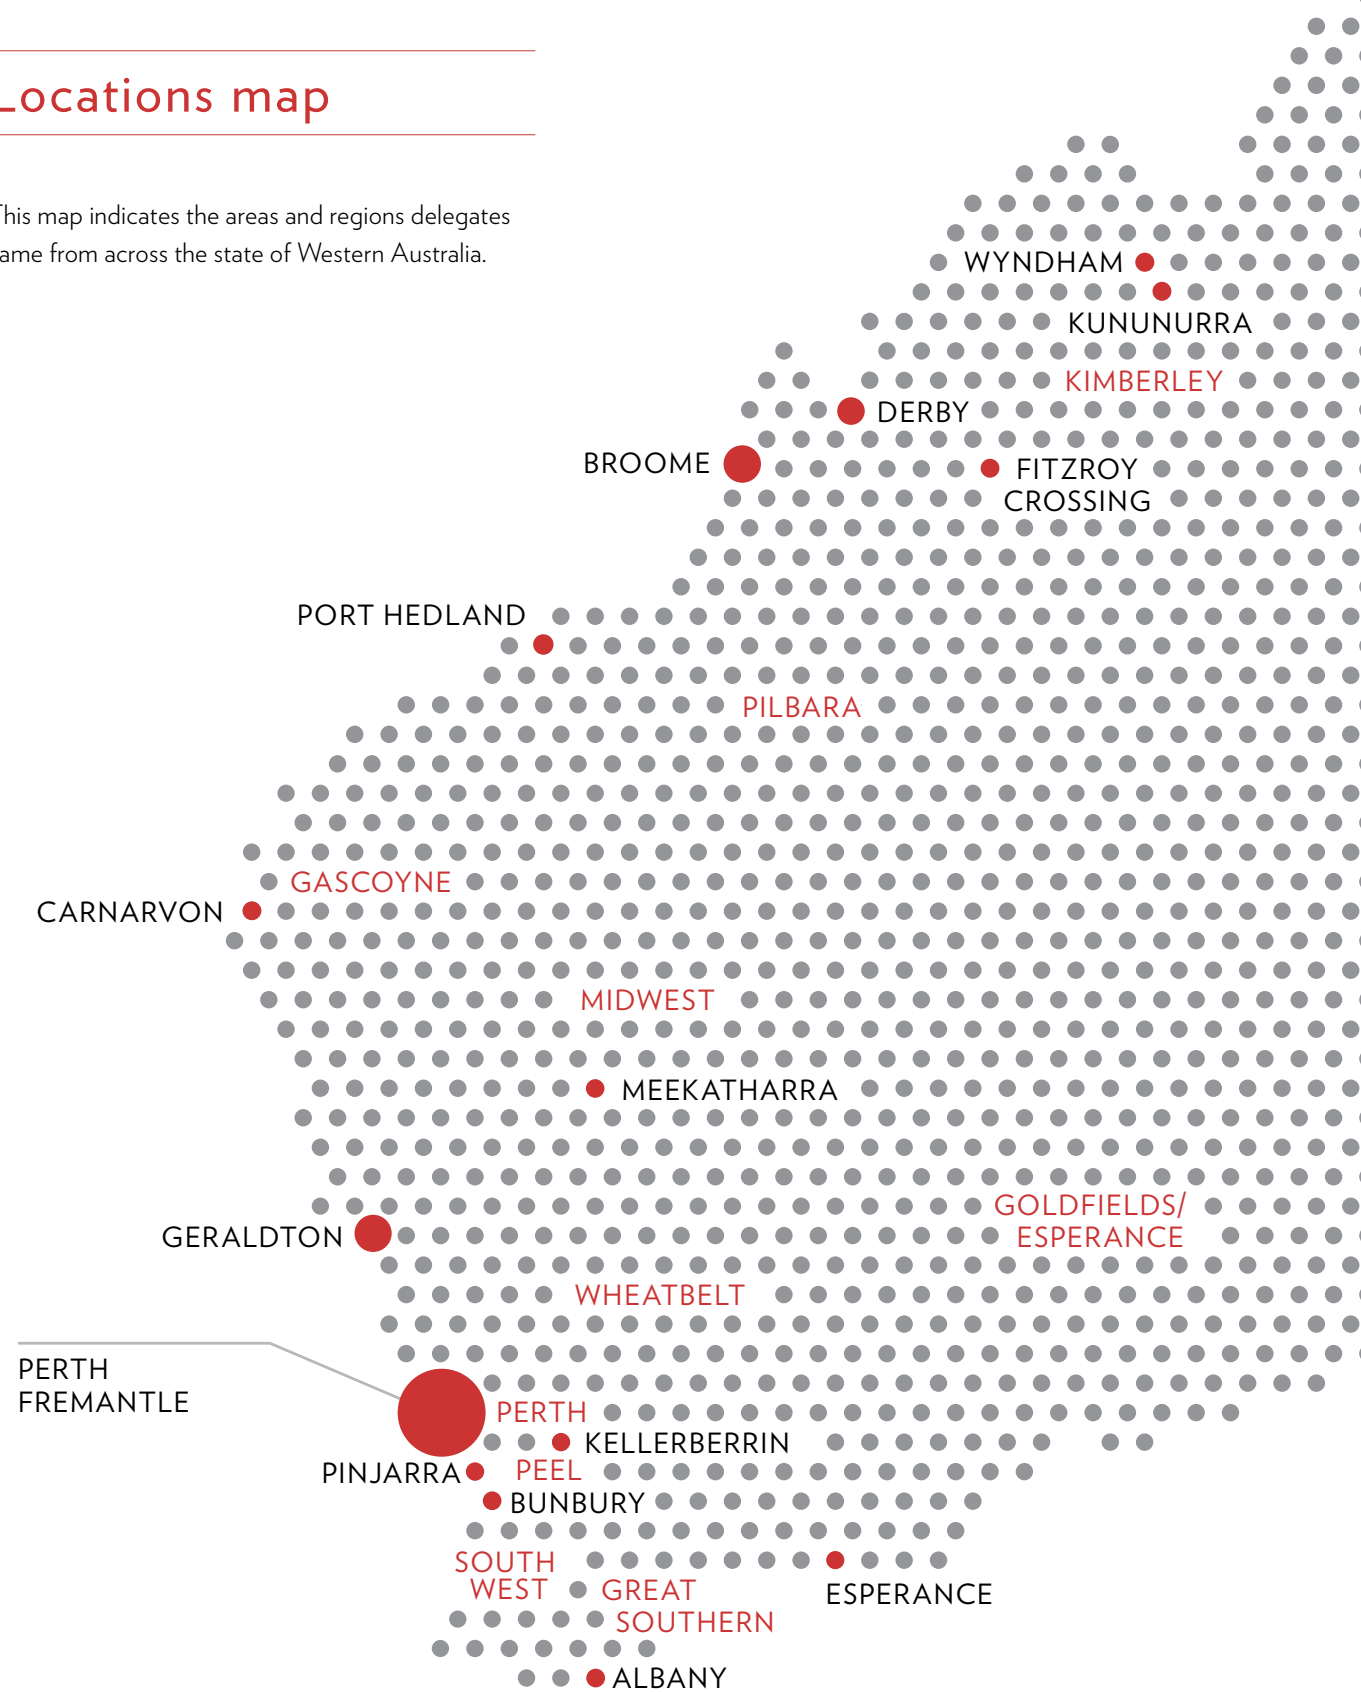 Locations map
This map indicates the areas and regions delegates
ame from across the state of Western Australia.
WYNDHAM
KUNUNURRA
KIMBERLEY
DERBY
BROOME
FITZROY
CROSSING
PORT HEDLAND
PILBARA
GASCOYNE
CARNARVON
MIDWEST
MEEKATHARRA
GOLDFIELDS/
ESPERANCE
GERALDTON
WHEATBELT
PERTH
FREMANTLE
PERTH
KELLERBERRIN
PINJARRA
PEEL
BUNBURY
SOUTH
WEST
GREAT
SOUTHERN
ESPERANCE
ALBANY